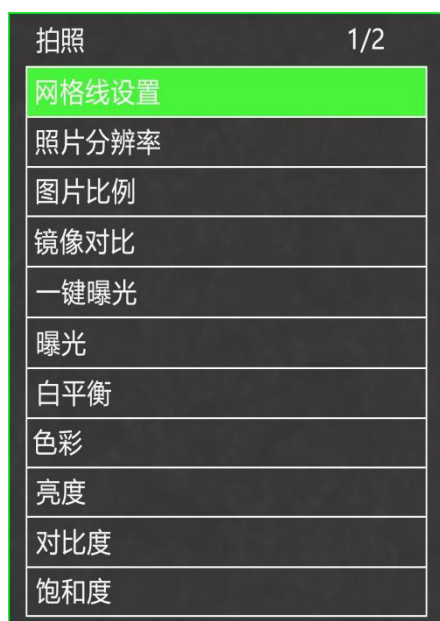 拍照 1/2
网格线设置
照片分辨率
图片比例
镜像对比
一键曝光
曝光
白平衡
色彩
亮度
对比度
饱和度